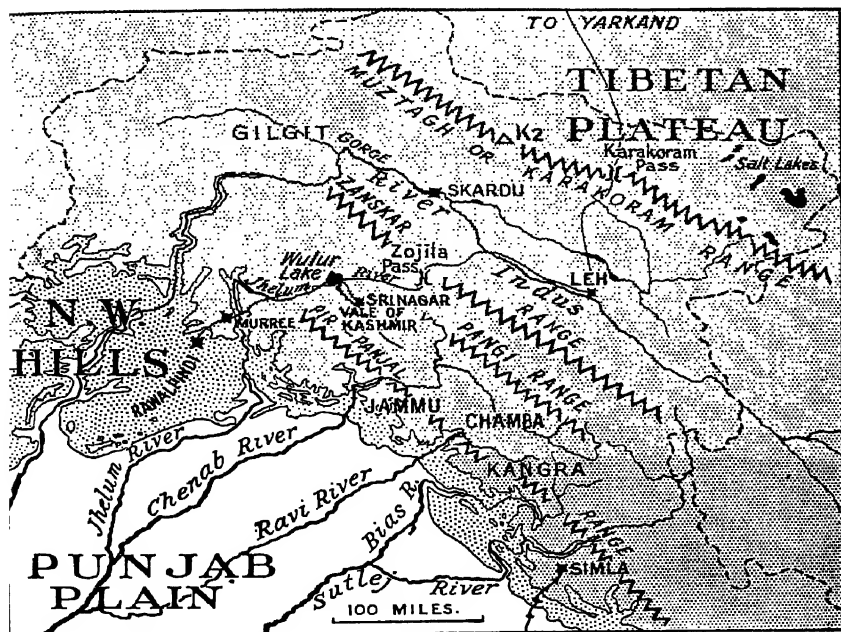 TO YARKAND
TIBETAN
PLATEAU
MUZTAGH OR KARAKORAM RANGE
K2
Karakoram
Pass
Salt Lakes
GILGIT
GORGE
River
SKARDU
ZANSKAR
Zojila
Pass
Wulur
Lake
Jhelum River
Indus
LEH
RANGE
SRINAGAR
VALE OF
KASHMIR
N.W.
HILLS
MURREE
RAWALPINDI
PIR PANJAL
PANGI RANGE
JAMMU
CHAMBA
KANGRA
RANGE
Jhelum River
Chenab River
Ravi River
Bias R.
Sutlej River
SIMLA
PUNJAB
PLAIN
100 MILES.